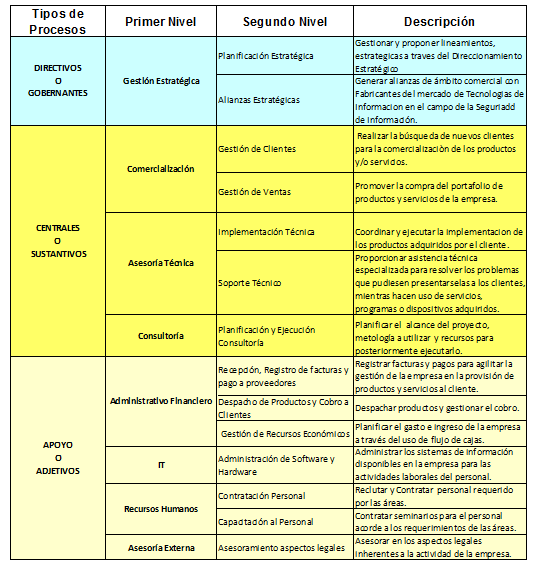 Tipos de Procesos
Primer Nivel
Segundo Nivel
Descripción
DIRECTIVOS
O
GOBERNANTES
Gestión Estratégica
Planificación Estratégica
Gestionar y proponer lineamientos,
estrategicas a traves del Direccionamiento
Estratégico
Alianzas Estratégicas
Generar alianzas de ámbito comercial con
Fabricantes del mercado de Tecnologias de
Informacion en el campo de la Seguriadd
de Información.
CENTRALES
O
SUSTANTIVOS
Comercialización
Gestión de Clientes
Realizar la búsqueda de nuevos clientes
para la comercializaciòn de los productos
y/o servicios.
Gestión de Ventas
Promover la compra del portafolio de
productos y servicios de la empresa.
Asesoría Técnica
Implementación Técnica
Coordinar y ejecutar la implementacion de
los productos adquiridos por el cliente.
Soporte Técnico
Proporcionar asistencia técnica
especializada para resolver los problemas
que pudiesen presentarselas a los clientes,
mientras hacen uso de servicios,
programas o dispositivos adquiridos.
Consultoría
Planificación y Ejecución
Consultoría
Planificar el alcance del proyecto,
metología a utilizar y recursos para
posteriormente ejecutarlo.
APOYO
O
ADJETIVOS
Administrativo Financiero
Recepción, Registro de facturas y
pago a proveedores
Registrar facturas y pagos para agilitar la
gestión de la empresa en la provisión de
productos y servicios al cliente.
Despacho de Productos y Cobro a
Clientes
Despachar productos y gestionar el cobro.
Gestión de Recursos Económicos
Planificar el gasto e ingreso de la empresa
a través del uso de flujo de cajas.
IT
Administración de Software y
Hardware
Administrar los sistemas de información
disponibles en la empresa para las
actividades laborales del personal.
Recursos Humanos
Contratación Personal
Reclutar y Contratar personal requerido
por las áreas.
Capacitación al Personal
Contratar seminarios para el personal
acorde a los requerimientos de las áreas.
Asesoría Externa
Asesoramiento aspectos legales
Asesorar en los aspectos legales
inherentes a la actividad de la empresa.